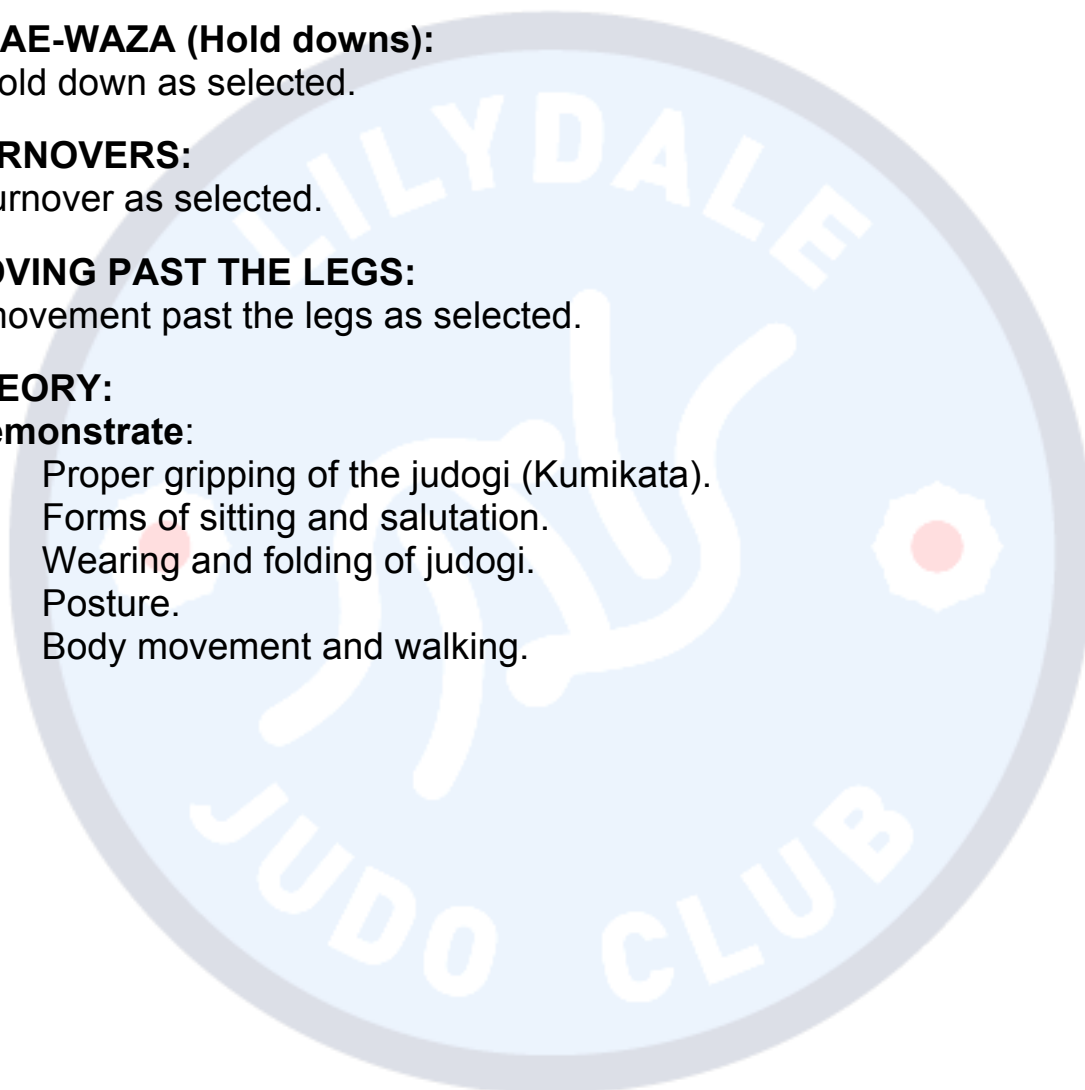 AE-WAZA (Hold downs):
old down as selected.
RNOVERS:
urnover as selected.
OVING PAST THE LEGS:
movement past the legs as selected.
EORY:
emonstrate:
Proper gripping of the judogi (Kumikata).
Forms of sitting and salutation.
Wearing and folding of judogi.
Posture.
Body movement and walking.
LILYDALE
JUDO CLUB